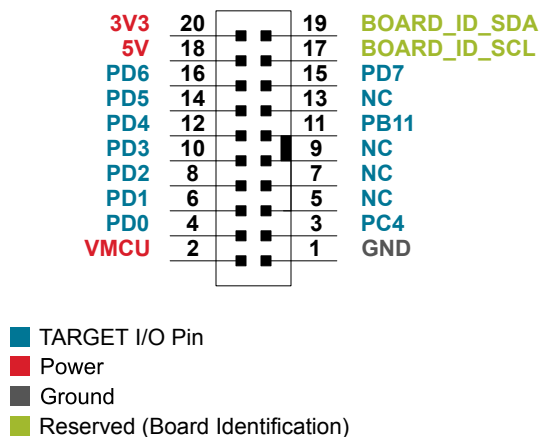 3V3 20 19 BOARD_ID_SDA
5V 18 17 BOARD_ID_SCL
PD6 16 15 PD7
PD5 14 13 NC
PD4 12 11 PB11
PD3 10 9 NC
PD2 8 7 NC
PD1 6 5 NC
PD0 4 3 PC4
VMCU 2 1 GND
TARGET I/O Pin
Power
Ground
Reserved (Board Identification)